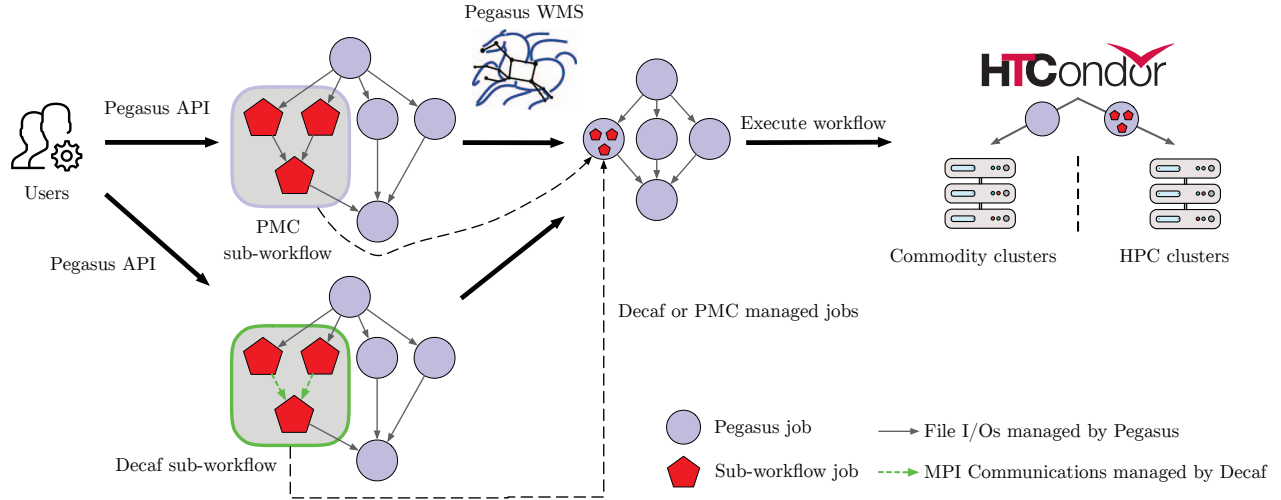 Pegasus WMS
HTCondor
Pegasus API
Execute workflow
Users
PMC
sub-workflow
Commodity clusters
HPC clusters
Pegasus API
Decaf or PMC managed jobs
Decaf sub-workflow
Pegasus job
File I/Os managed by Pegasus
Sub-workflow job
MPI Communications managed by Decaf